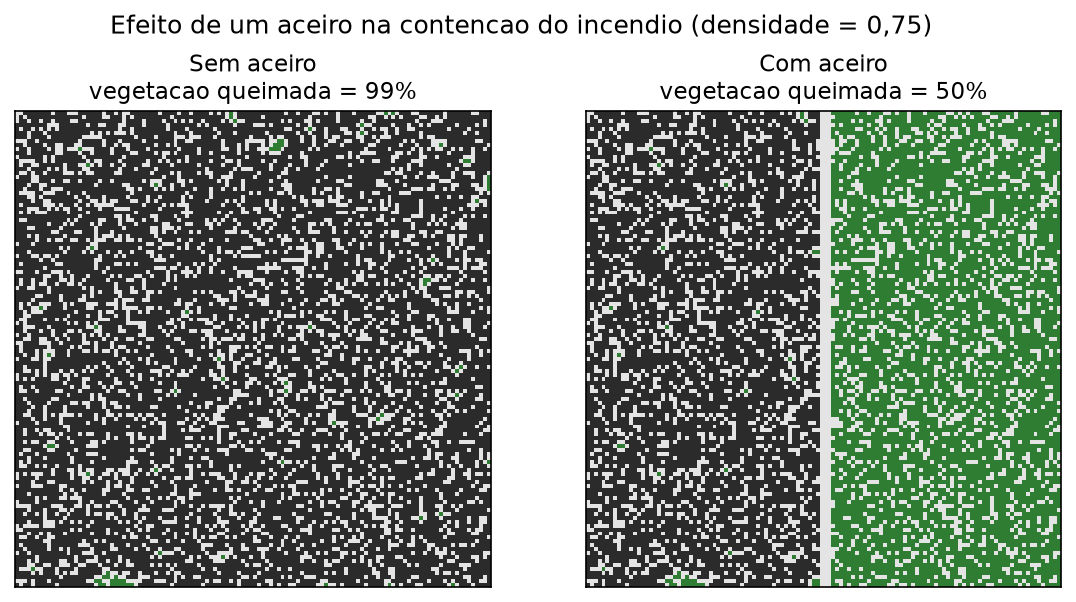 Efeito de um aceiro na contencao do incendio (densidade = 0,75)
Sem aceiro
vegetacao queimada = 99%
Com aceiro
vegetacao queimada = 50%